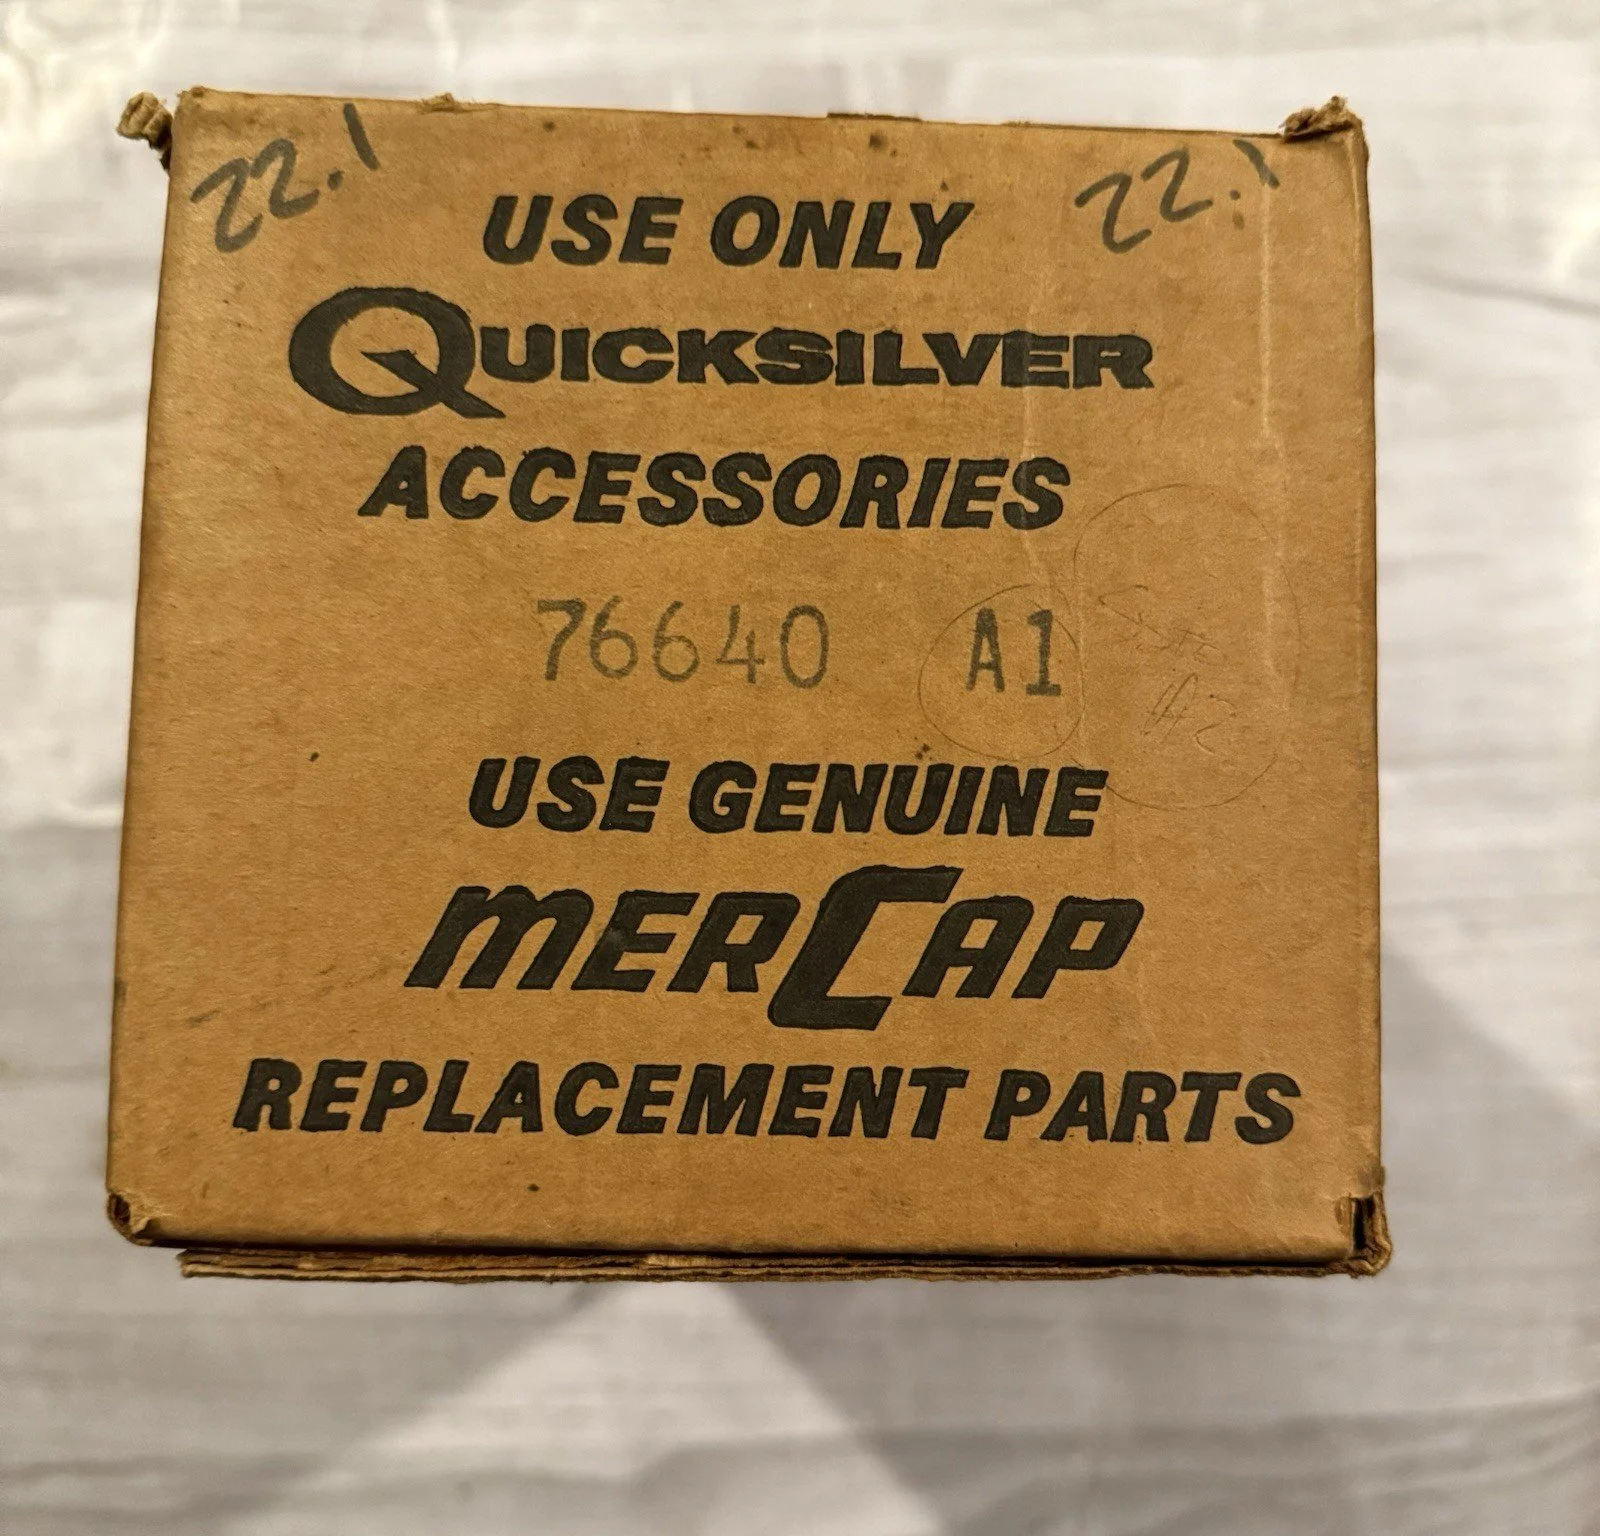 22.1 22.1
USE ONLY
QUICKSILVER
ACCESSORIES
76640 A1
USE GENUINE
MERCAP
REPLACEMENT PARTS